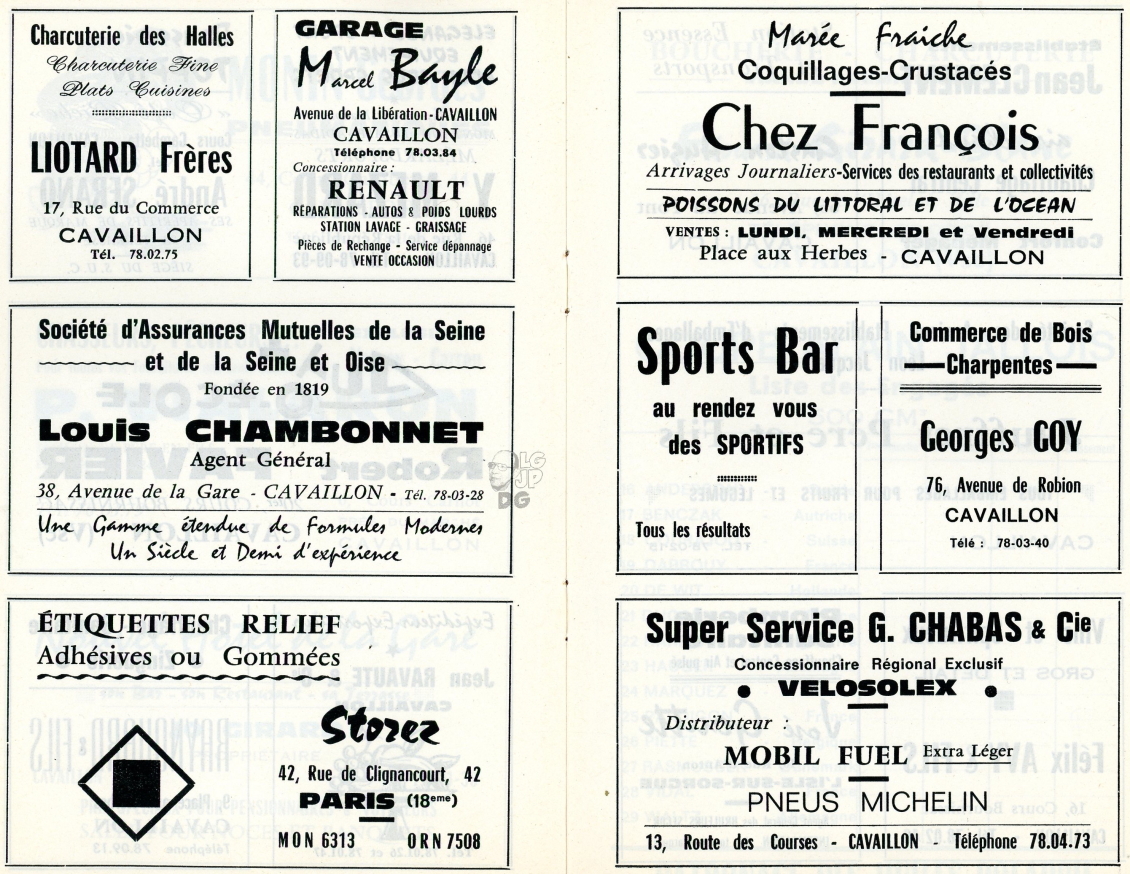 Charcuterie des Halles
Charcuterie Fine
Plats Cuisines
LIOTARD Frères
17, Rue du Commerce
CAVAILLON
Tél. 78.02.75
GARAGE
Marcel Bayle
Avenue de la Libération - CAVAILLON
CAVAILLON
Téléphone 78.03.84
Concessionnaire :
RENAULT
RÉPARATIONS - AUTOS & POIDS LOURDS
STATION LAVAGE - GRAISSAGE
Pièces de Rechange - Service dépannage
VENTE OCCASION
Société d'Assurances Mutuelles de la Seine
et de la Seine et Oise
Fondée en 1819
Louis CHAMBONNET
Agent Général
38, Avenue de la Gare - CAVAILLON - Tél. 78-03-28
Une Gamme étendue de Formules Modernes
Un Siècle et Demi d'expérience
ÉTIQUETTES RELIEF
Adhésives ou Gommées
Storez
42, Rue de Clignancourt, 42
PARIS (18eme)
MON 6313 ORN 7508
Marée Fraîche
Coquillages-Crustacés
Chez François
Arrivages Journaliers-Services des restaurants et collectivités
POISSONS DU LITTORAL ET DE L'OCÉAN
VENTES : LUNDI, MERCREDI et Vendredi
Place aux Herbes - CAVAILLON
Sports Bar
au rendez vous
des SPORTIFS
Tous les résultats
Commerce de Bois
Charpentes
Georges GOY
76, Avenue de Robion
CAVAILLON
Télé : 78-03-40
Super Service G. CHABAS & Cie
Concessionnaire Régional Exclusif
VELOSOLEX
Distributeur :
MOBIL FUEL Extra Léger
PNEUS MICHELIN
13, Route des Courses - CAVAILLON - Téléphone 78.04.73
LG
JP
DG